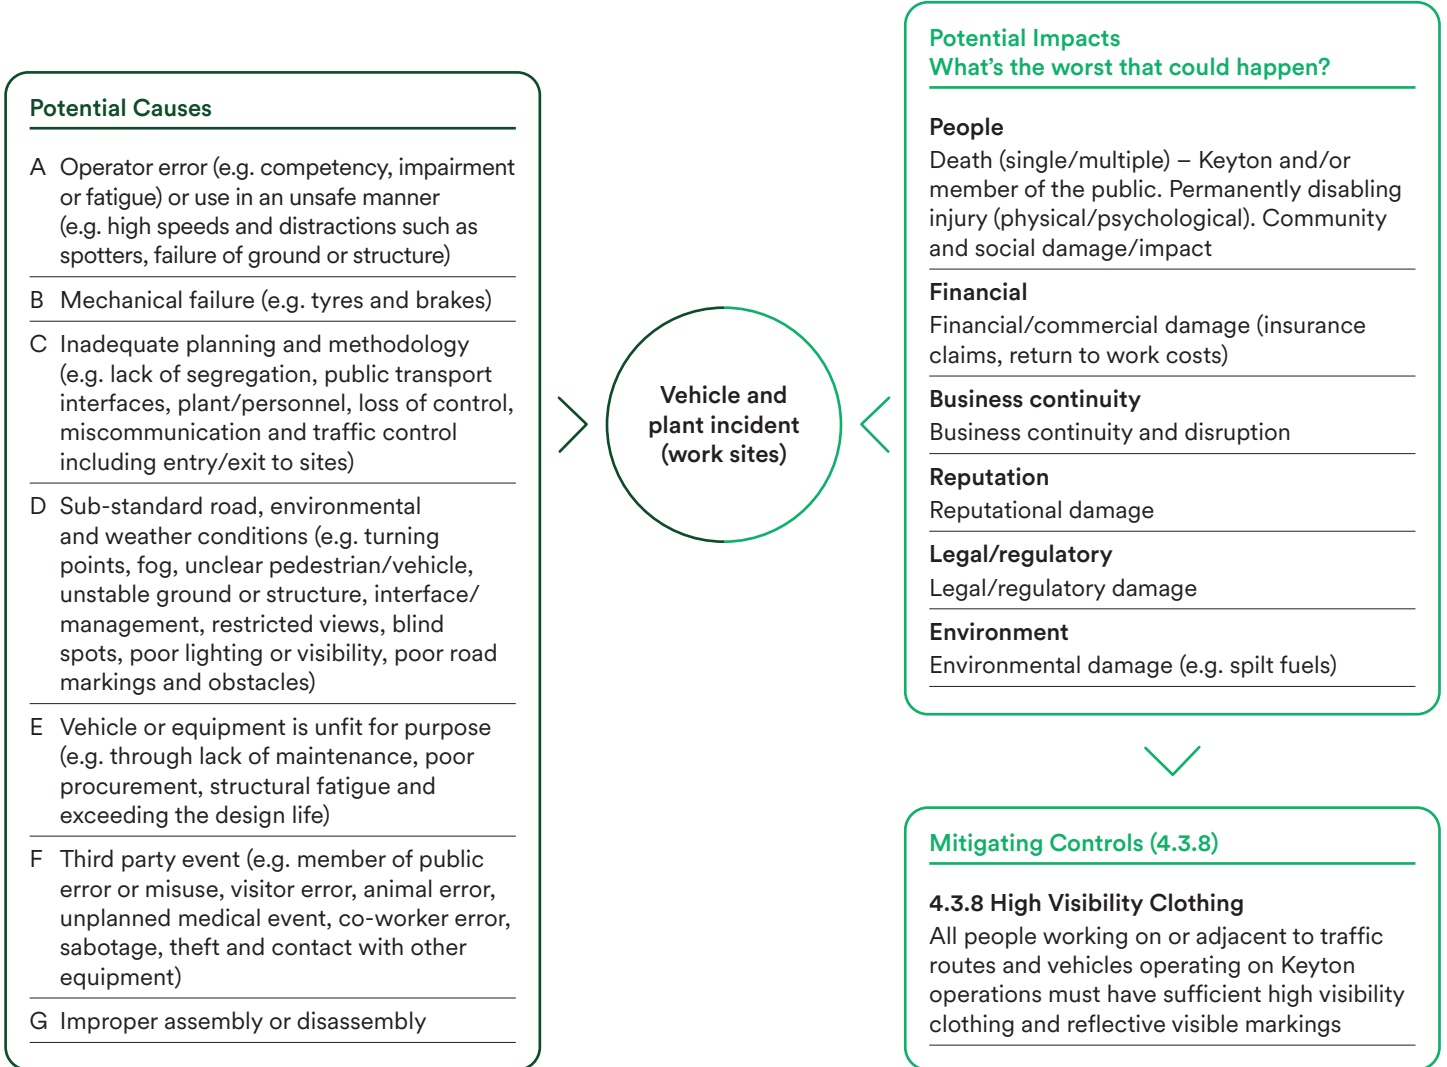 Potential Causes
A Operator error (e.g. competency, impairment
or fatigue) or use in an unsafe manner
(e.g. high speeds and distractions such as
spotters, failure of ground or structure)
B Mechanical failure (e.g. tyres and brakes)
C Inadequate planning and methodology
(e.g. lack of segregation, public transport
interfaces, plant/personnel, loss of control,
miscommunication and traffic control
including entry/exit to sites)
D Sub-standard road, environmental
and weather conditions (e.g. turning
points, fog, unclear pedestrian/vehicle,
unstable ground or structure, interface/
management, restricted views, blind
spots, poor lighting or visibility, poor road
markings and obstacles)
E Vehicle or equipment is unfit for purpose
(e.g. through lack of maintenance, poor
procurement, structural fatigue and
exceeding the design life)
F Third party event (e.g. member of public
error or misuse, visitor error, animal error,
unplanned medical event, co-worker error,
sabotage, theft and contact with other
equipment)
G Improper assembly or disassembly
Vehicle and
plant incident
(work sites)
Potential Impacts
What's the worst that could happen?
People
Death (single/multiple) – Keyton and/or
member of the public. Permanently disabling
injury (physical/psychological). Community
and social damage/impact
Financial
Financial/commercial damage (insurance
claims, return to work costs)
Business continuity
Business continuity and disruption
Reputation
Reputational damage
Legal/regulatory
Legal/regulatory damage
Environment
Environmental damage (e.g. spilt fuels)
Mitigating Controls (4.3.8)
4.3.8 High Visibility Clothing
All people working on or adjacent to traffic
routes and vehicles operating on Keyton
operations must have sufficient high visibility
clothing and reflective visible markings